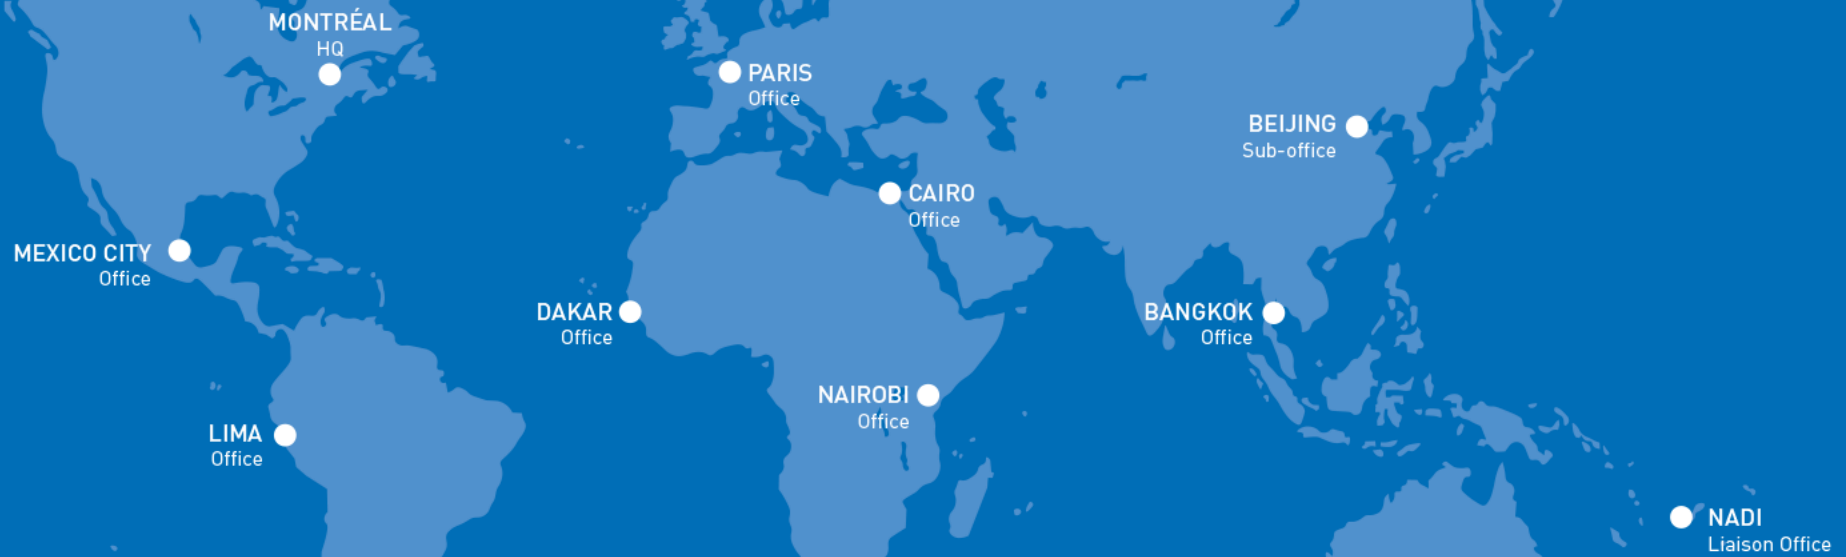 MONTRÉAL
HQ
PARIS
Office
BEIJING
Sub-office
CAIRO
Office
MEXICO CITY
Office
DAKAR
Office
BANGKOK
Office
NAIROBI
Office
LIMA
Office
NADI
Liaison Office